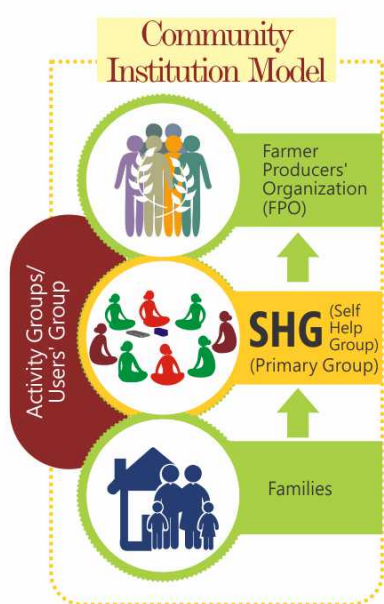 Community
Institution Model
Farmer
Producers'
Organization
(FPO)
Activity Groups/
Users' Group
SHG (Self
Help
Group)
(Primary Group)
Families